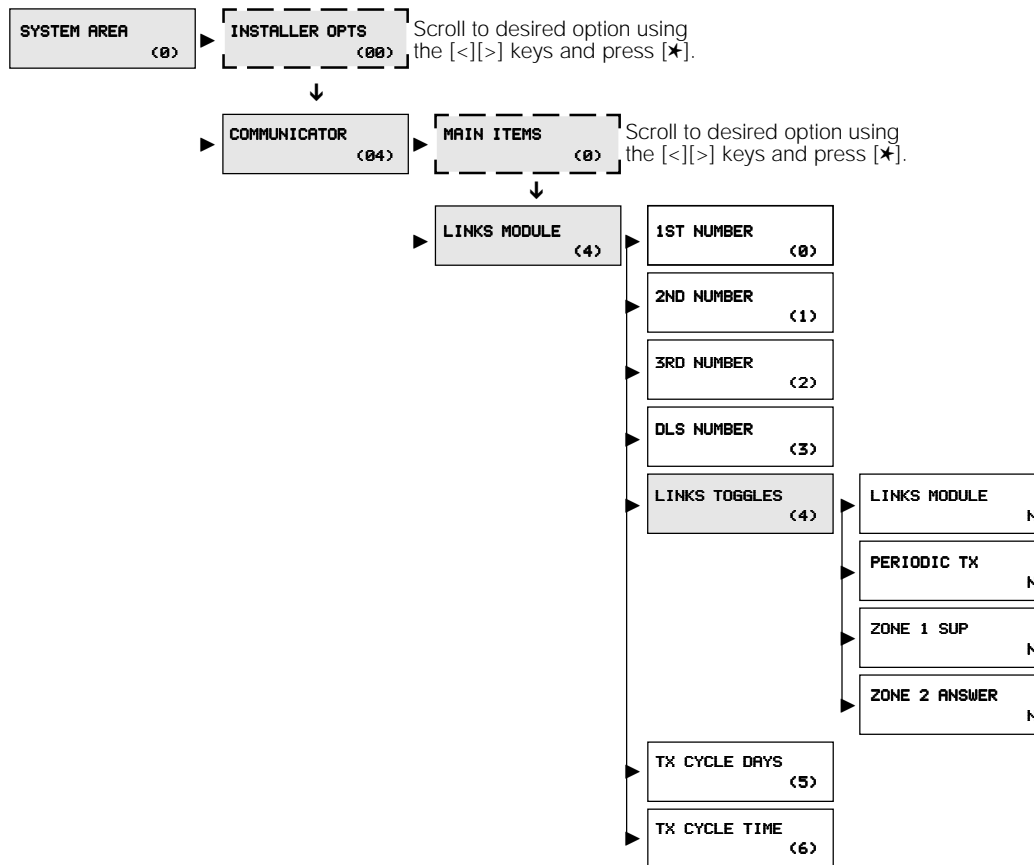 SYSTEM AREA
(0)
INSTALLER OPTS
(00)
Scroll to desired option using
the [<][>] keys and press [✶].
COMMUNICATOR
(04)
MAIN ITEMS
(0)
Scroll to desired option using
the [<][>] keys and press [✶].
LINKS MODULE
(4)
1ST NUMBER
(0)
2ND NUMBER
(1)
3RD NUMBER
(2)
DLS NUMBER
(3)
LINKS TOGGLES
(4)
LINKS MODULE
PERIODIC TX
ZONE 1 SUP
ZONE 2 ANSWER
TX CYCLE DAYS
(5)
TX CYCLE TIME
(6)